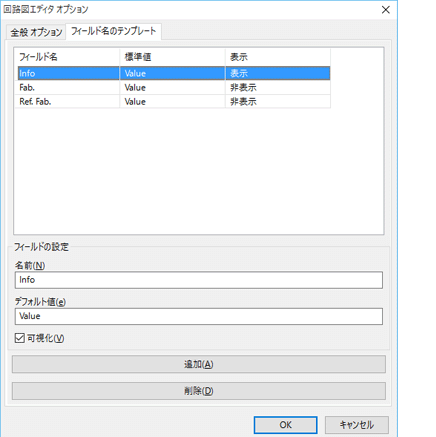 回路図エディタ オプション
全般 オプション フィールド名のテンプレート
フィールド名 標準値 表示
Info Value 表示
Fab. Value 非表示
Ref. Fab. Value 非表示
フィールドの設定
名前(N)
Info
デフォルト値(e)
Value
可視化(V)
追加(A)
削除(D)
OK キャンセル